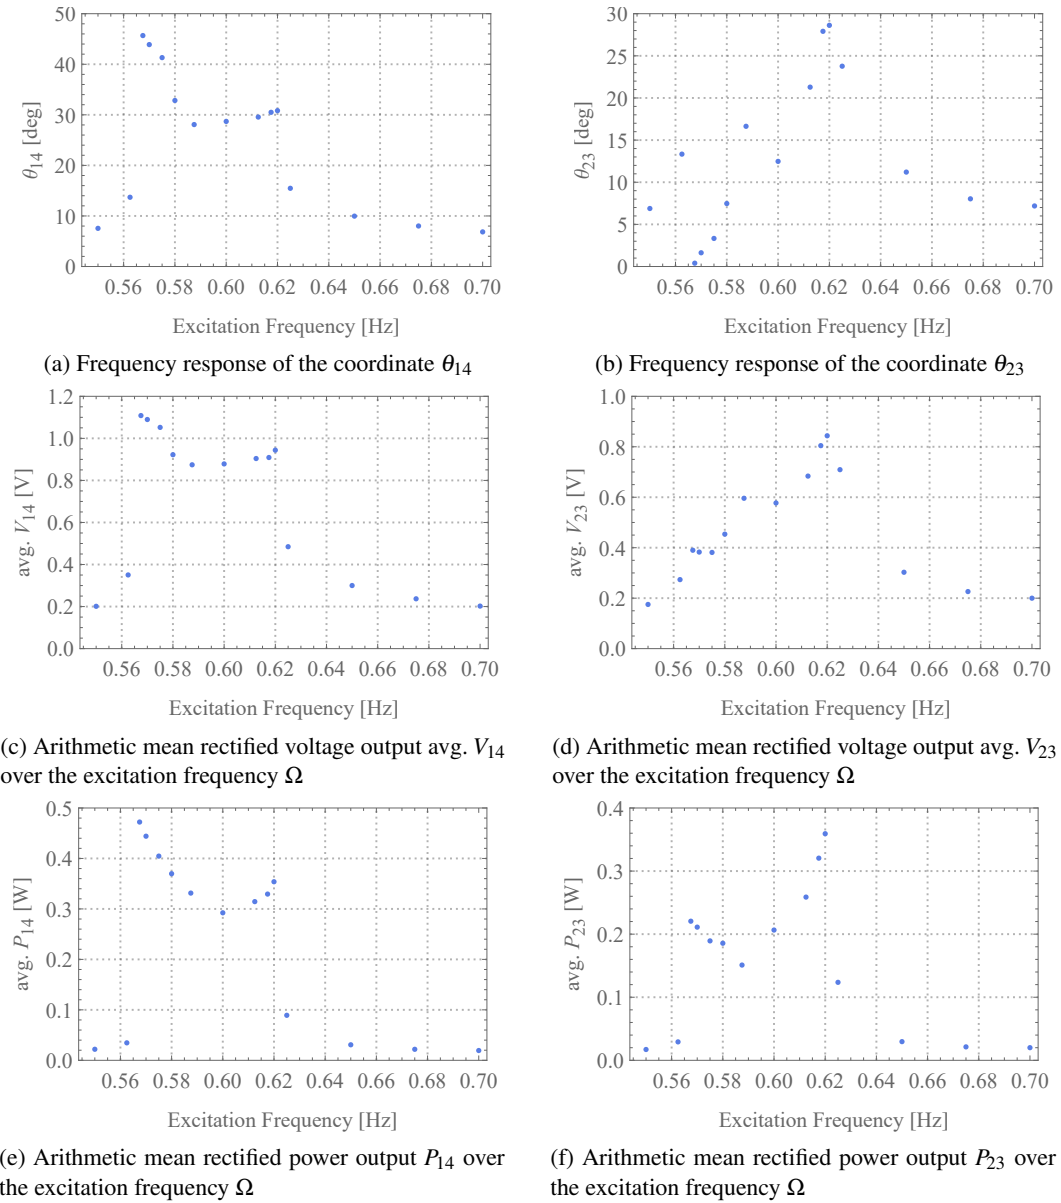 50
40
30
20
10
0
θ14 [deg]
0.56 0.58 0.60 0.62 0.64 0.66 0.68 0.70
Excitation Frequency [Hz]
(a) Frequency response of the coordinate θ14
30
25
20
15
10
5
0
θ23 [deg]
0.56 0.58 0.60 0.62 0.64 0.66 0.68 0.70
Excitation Frequency [Hz]
(b) Frequency response of the coordinate θ23
1.2
1.0
0.8
0.6
0.4
0.2
0.0
avg. V14 [V]
0.56 0.58 0.60 0.62 0.64 0.66 0.68 0.70
Excitation Frequency [Hz]
(c) Arithmetic mean rectified voltage output avg. V14
over the excitation frequency Ω
1.0
0.8
0.6
0.4
0.2
0.0
avg. V23 [V]
0.56 0.58 0.60 0.62 0.64 0.66 0.68 0.70
Excitation Frequency [Hz]
(d) Arithmetic mean rectified voltage output avg. V23
over the excitation frequency Ω
0.5
0.4
0.3
0.2
0.1
0.0
avg. P14 [W]
0.56 0.58 0.60 0.62 0.64 0.66 0.68 0.70
Excitation Frequency [Hz]
(e) Arithmetic mean rectified power output P14 over
the excitation frequency Ω
0.4
0.3
0.2
0.1
0.0
avg. P23 [W]
0.56 0.58 0.60 0.62 0.64 0.66 0.68 0.70
Excitation Frequency [Hz]
(f) Arithmetic mean rectified power output P23 over
the excitation frequency Ω